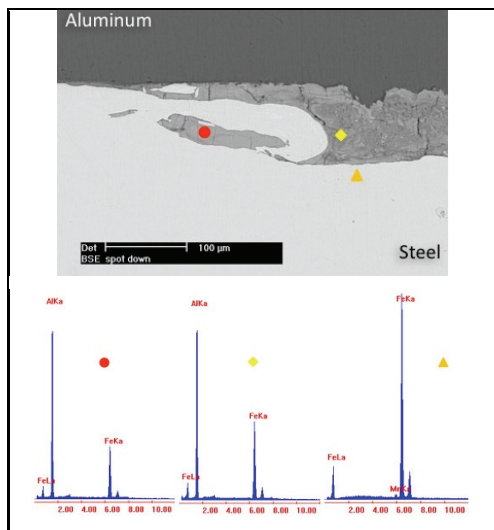 Aluminum
Steel
Det 100 µm
BSE spot down
AlKa
FeLa
FeKa
2.00 4.00 6.00 8.00 10.00
AlKa
FeLa
FeKa
2.00 4.00 6.00 8.00 10.00
FeKa
FeLa
MnKa
2.00 4.00 6.00 8.00 10.00